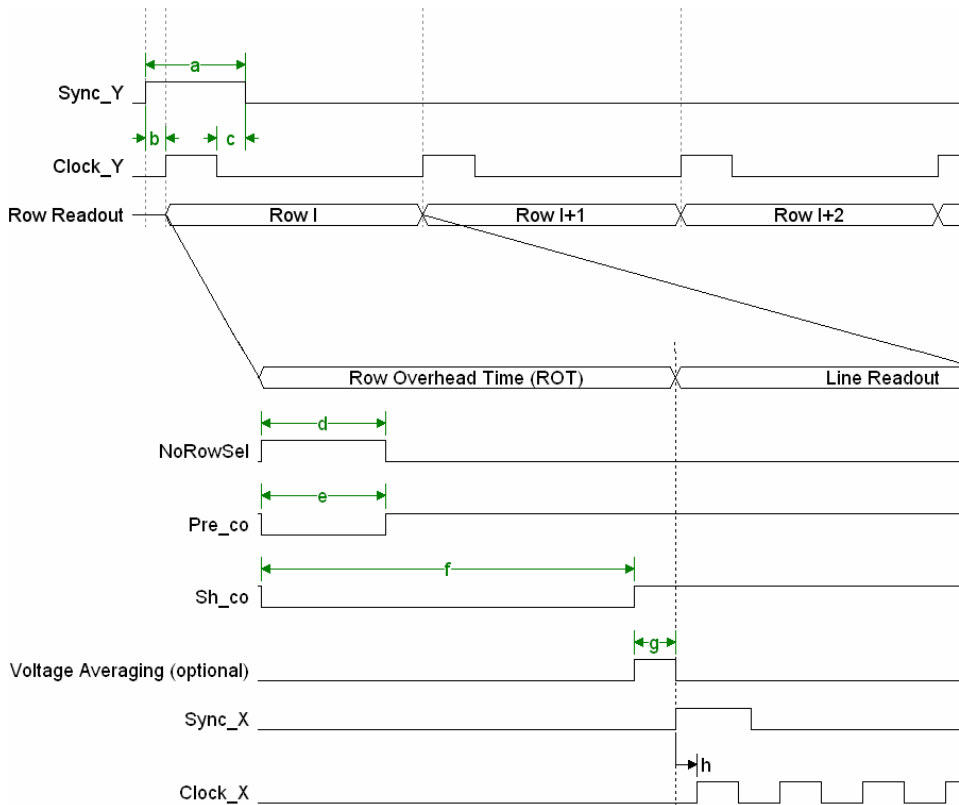 a
Sync_Y
b
c
Clock_Y
Row Readout
Row I
Row I+1
Row I+2
Row Overhead Time (ROT)
Line Readout
d
NoRowSel
e
Pre_co
f
Sh_co
g
Voltage Averaging (optional)
Sync_X
h
Clock_X